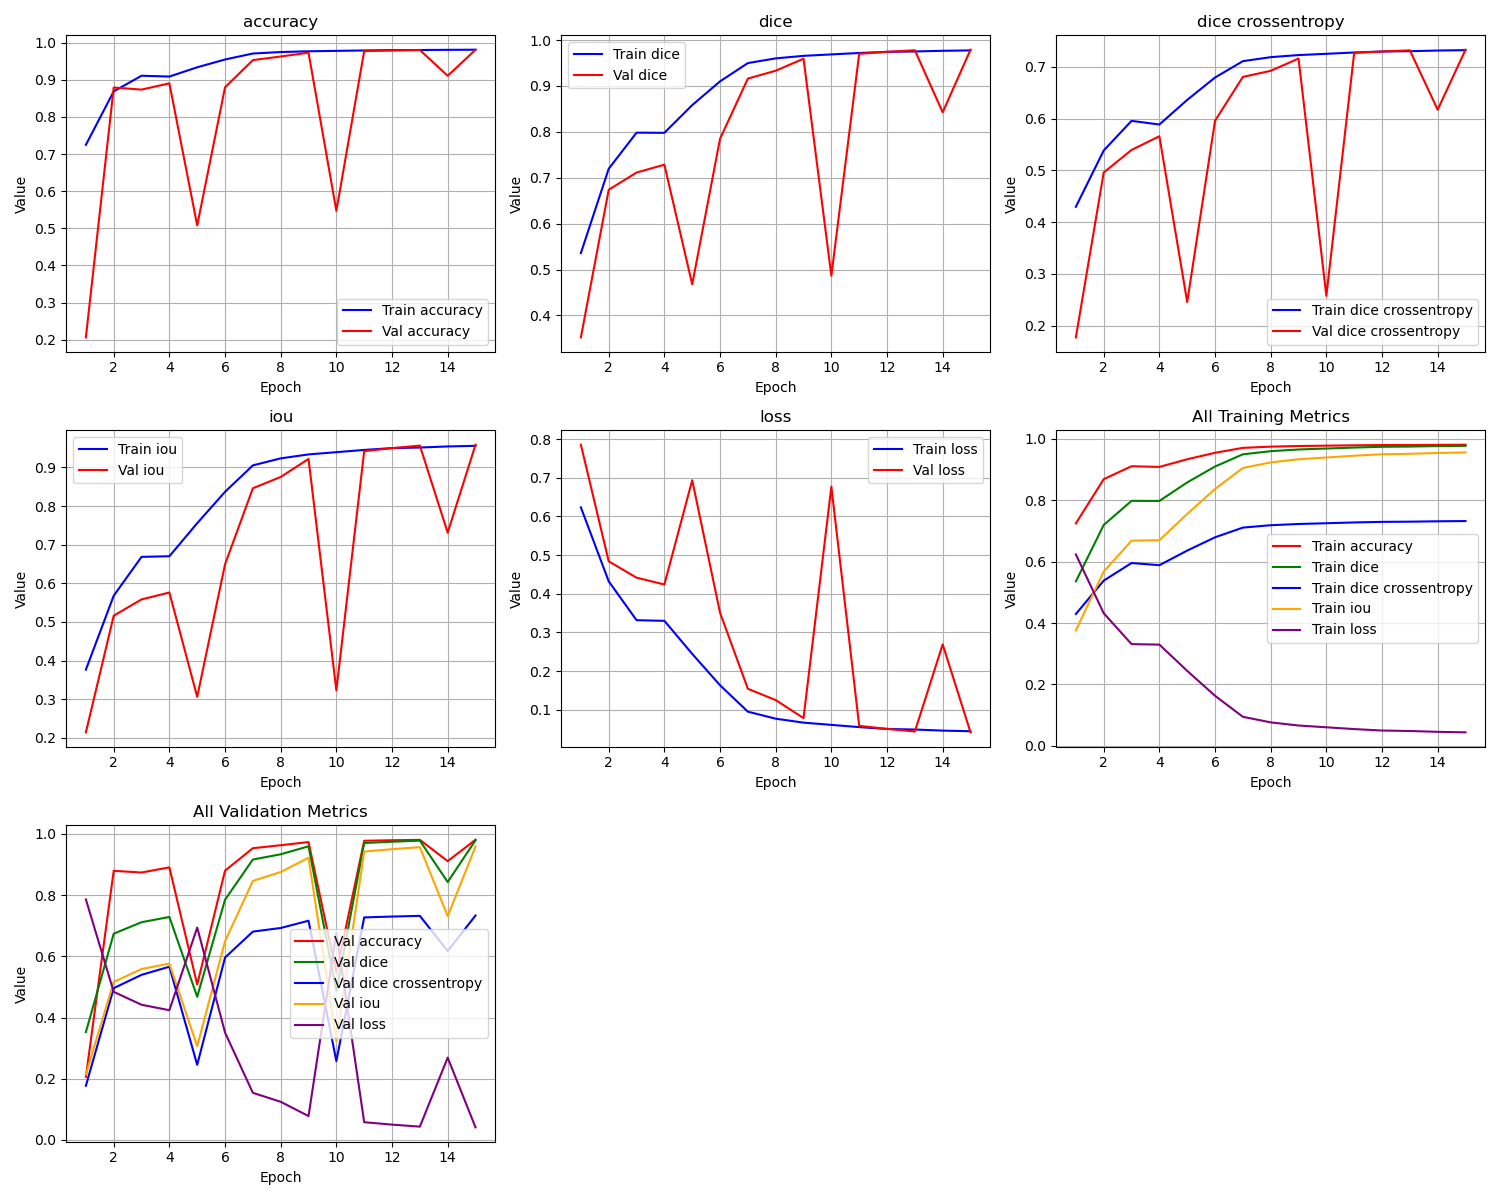 accuracy
Value
1.0
0.9
0.8
0.7
0.6
0.5
0.4
0.3
0.2
Train accuracy
Val accuracy
2 4 6 8 10 12 14
Epoch
dice
Value
1.0
0.9
0.8
0.7
0.6
0.5
0.4
Train dice
Val dice
2 4 6 8 10 12 14
Epoch
dice crossentropy
Value
0.7
0.6
0.5
0.4
0.3
0.2
Train dice crossentropy
Val dice crossentropy
2 4 6 8 10 12 14
Epoch
iou
Value
0.9
0.8
0.7
0.6
0.5
0.4
0.3
0.2
Train iou
Val iou
2 4 6 8 10 12 14
Epoch
loss
Value
0.8
0.7
0.6
0.5
0.4
0.3
0.2
0.1
Train loss
Val loss
2 4 6 8 10 12 14
Epoch
All Training Metrics
Value
1.0
0.8
0.6
0.4
0.2
0.0
Train accuracy
Train dice
Train dice crossentropy
Train iou
Train loss
2 4 6 8 10 12 14
Epoch
All Validation Metrics
Value
1.0
0.8
0.6
0.4
0.2
0.0
Val accuracy
Val dice
Val dice crossentropy
Val iou
Val loss
2 4 6 8 10 12 14
Epoch